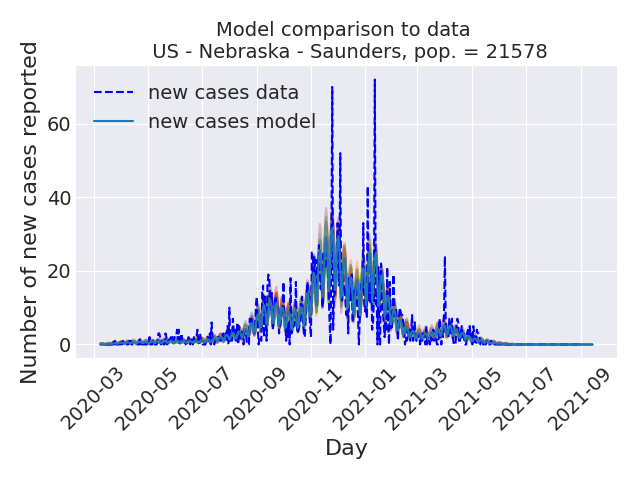 Model comparison to data
US - Nebraska - Saunders, pop. = 21578
Number of new cases reported
60
40
20
0
new cases data
new cases model
2020-03
2020-05
2020-07
2020-09
2020-11
2021-01
2021-03
2021-05
2021-07
2021-09
Day